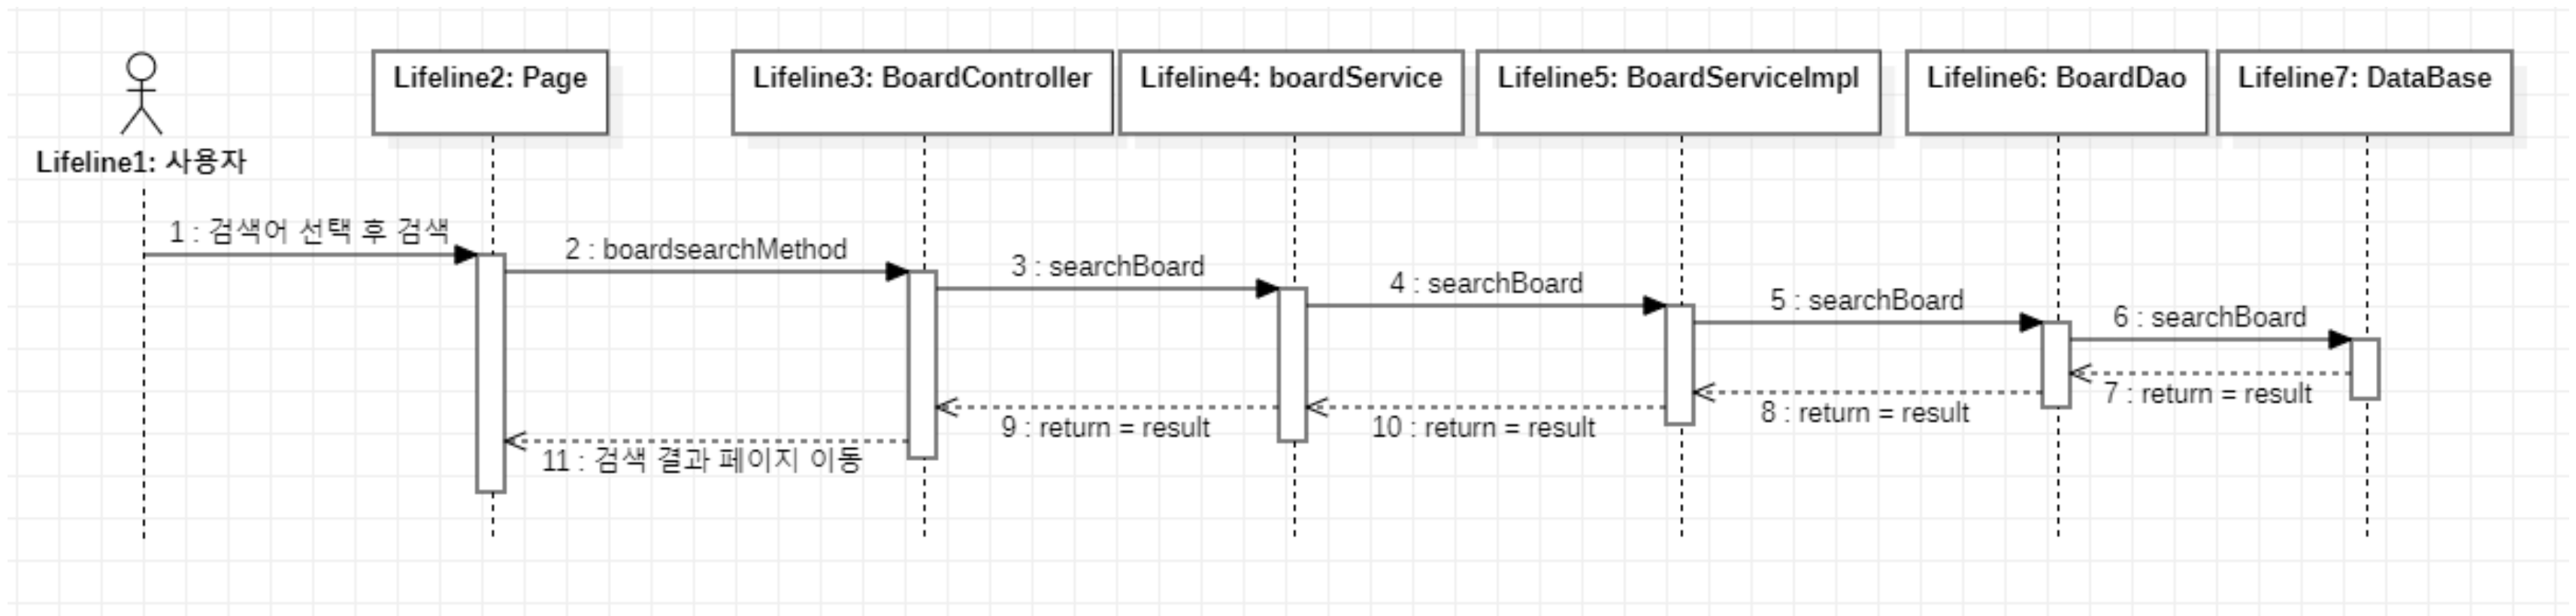 Lifeline2: Page
Lifeline3: BoardController
Lifeline4: boardService
Lifeline5: BoardServiceImpl
Lifeline6: BoardDao
Lifeline7: DataBase
Lifeline1: 사용자
1 : 검색어 선택 후 검색
2 : boardsearchMethod
3 : searchBoard
4 : searchBoard
5 : searchBoard
6 : searchBoard
7 : return = result
8 : return = result
9 : return = result
10 : return = result
11 : 검색 결과 페이지 이동